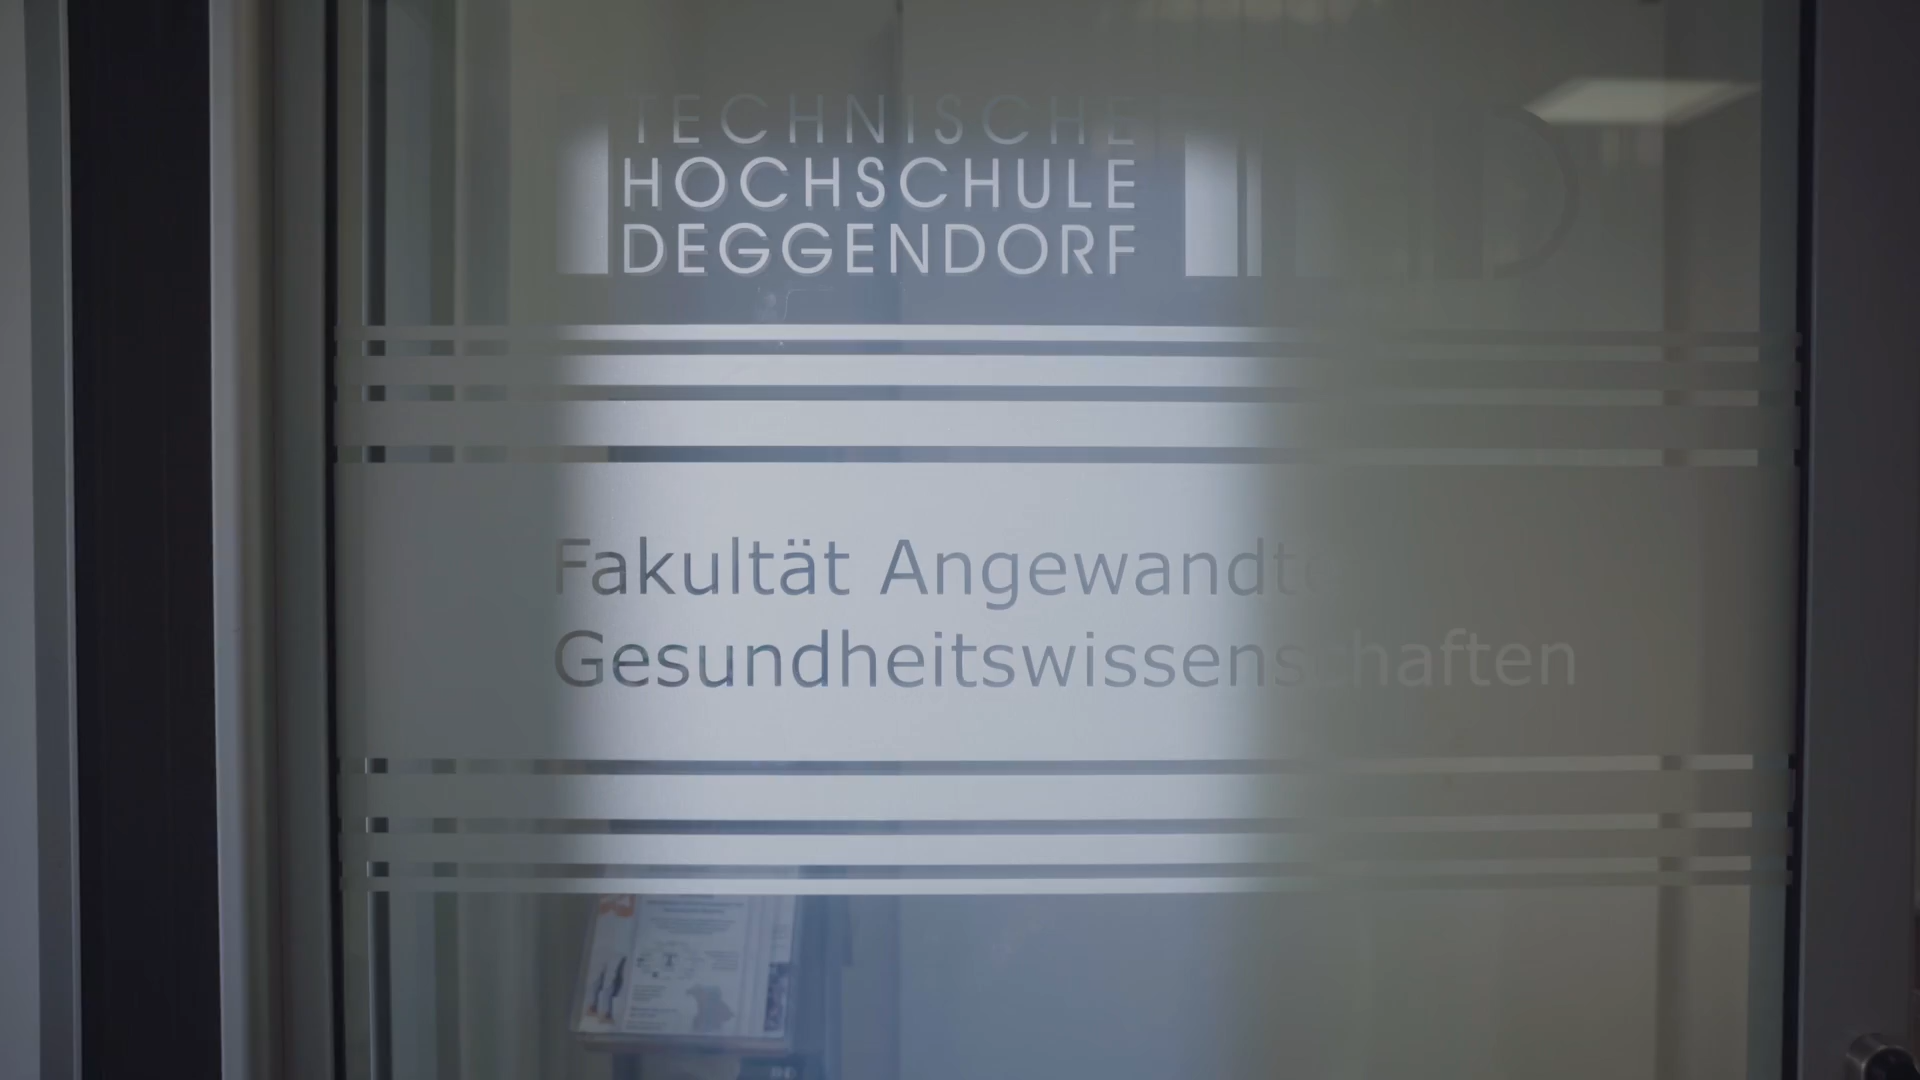 TECHNISCHE
HOCHSCHULE
DEGGENDORF
Fakultät Angewandte
Gesundheitswissenschaften